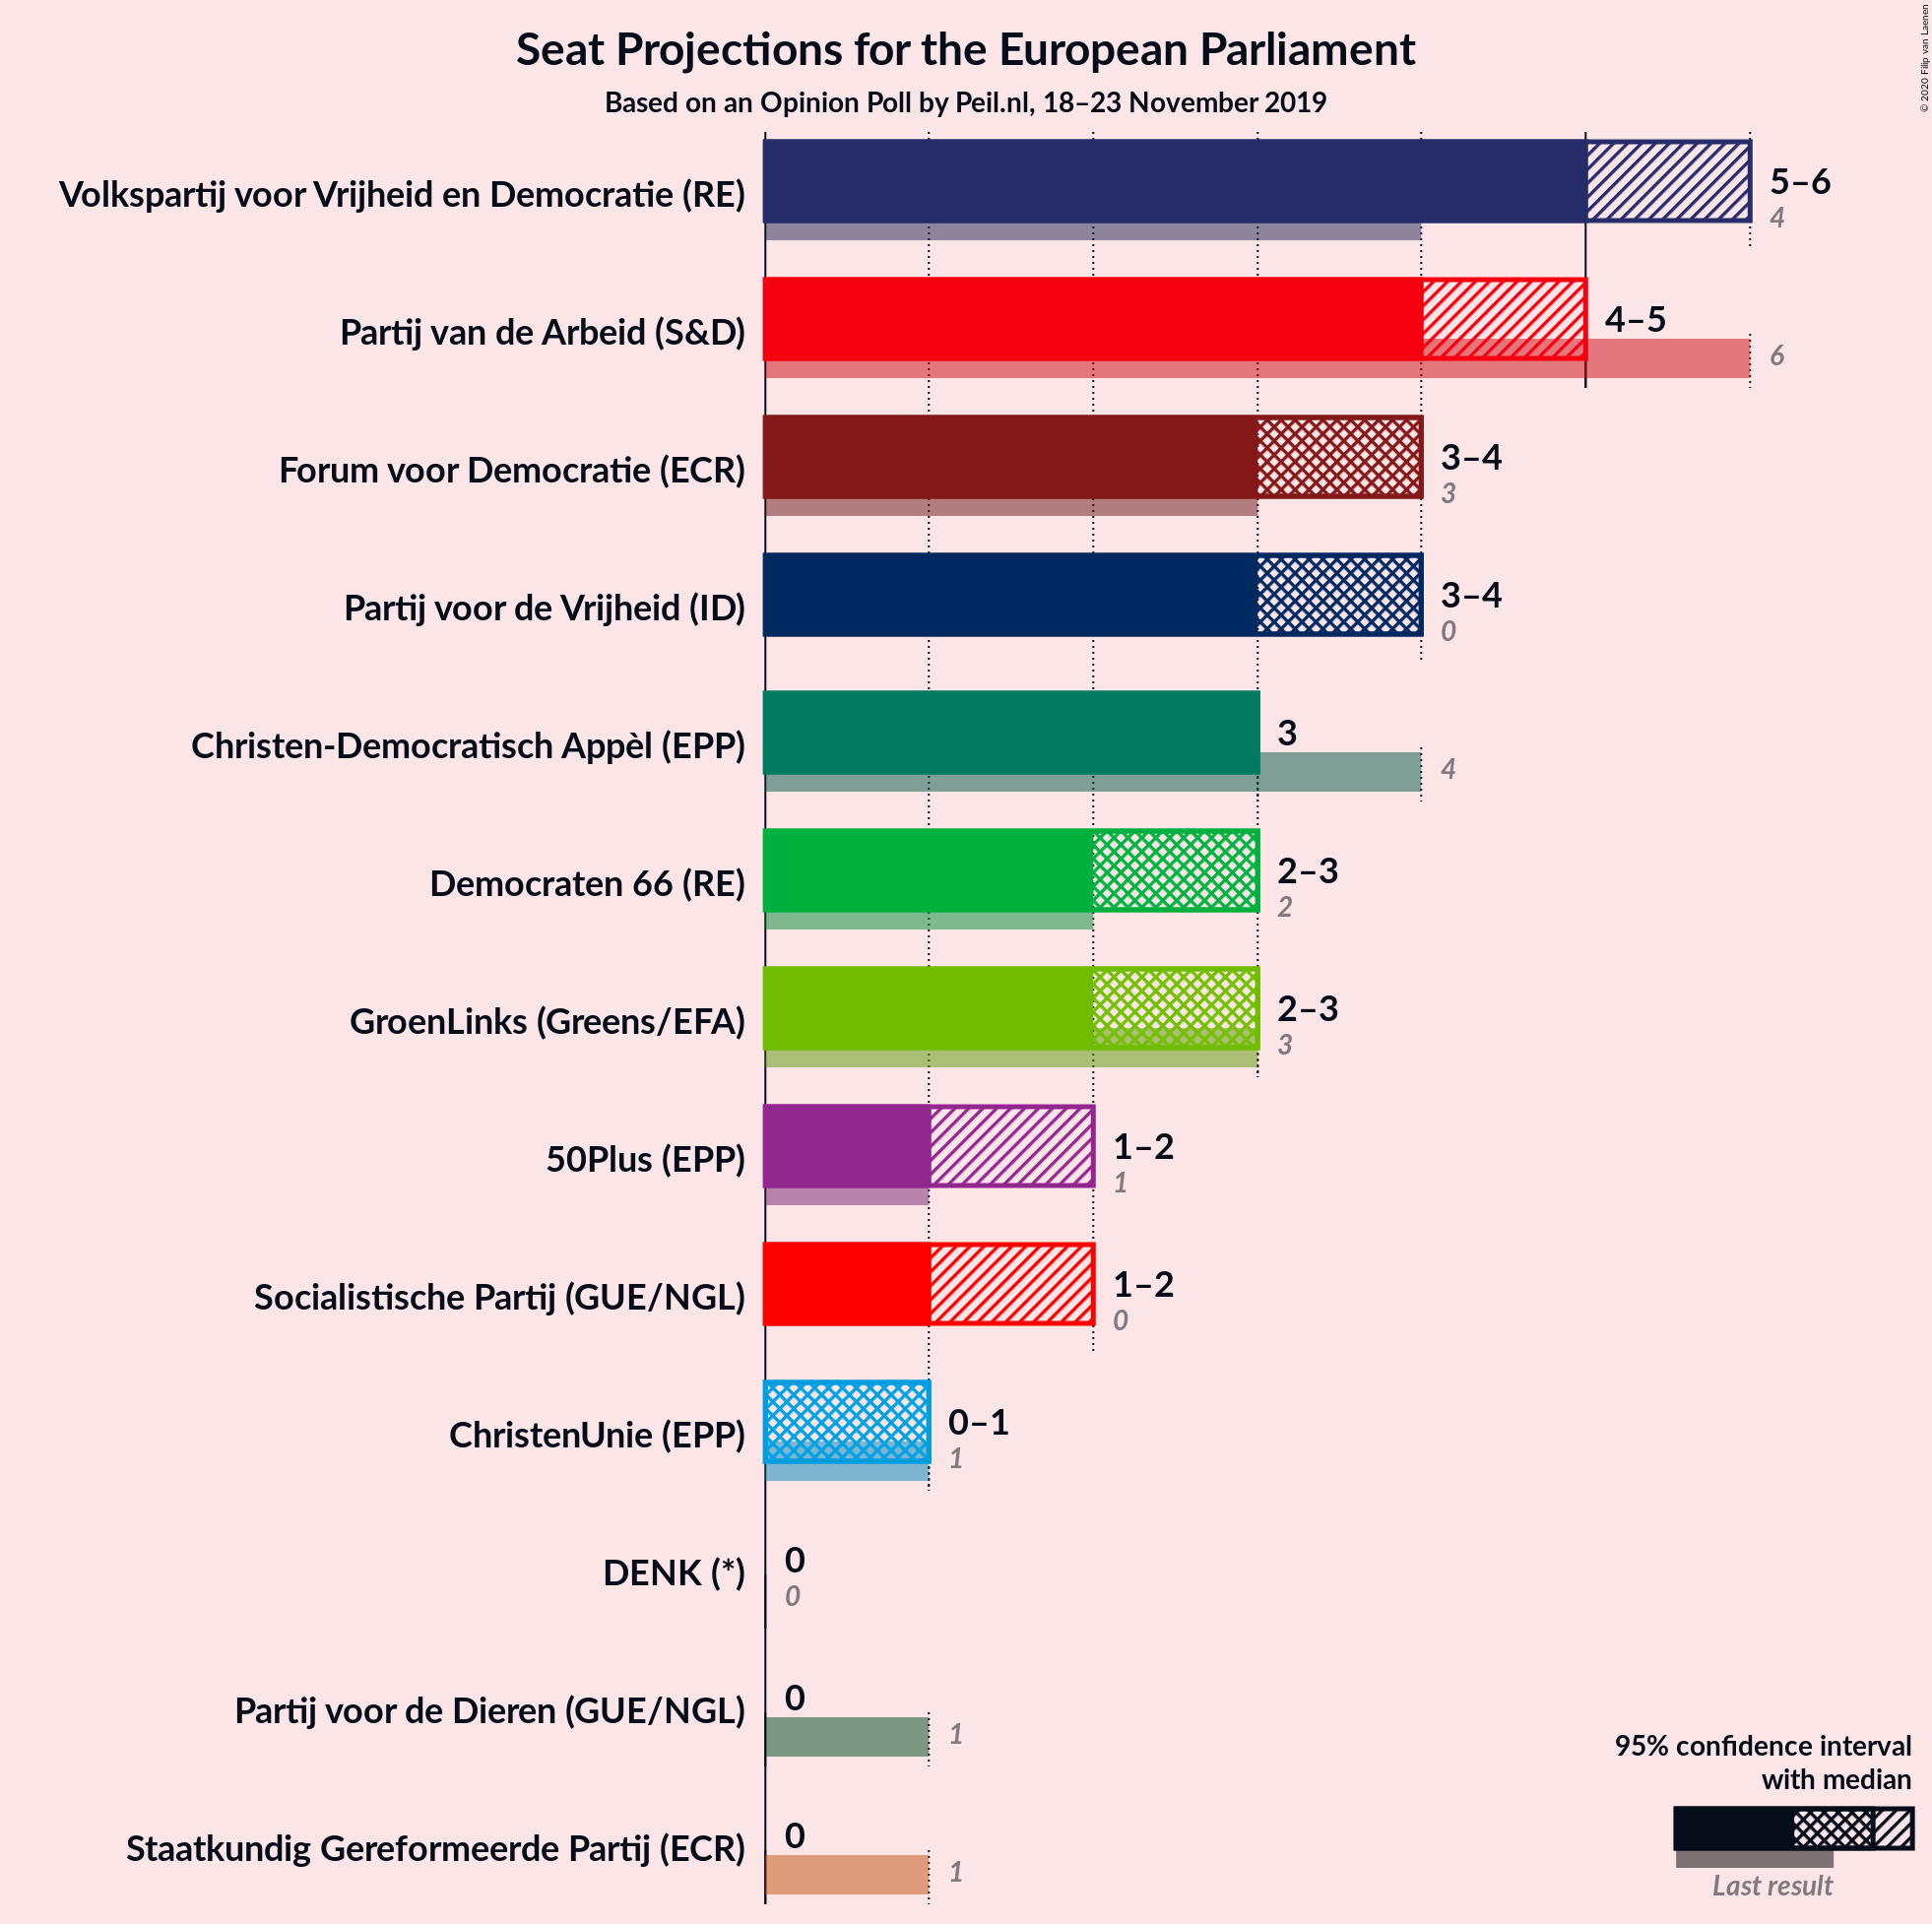 Seat Projections for the European Parliament
Based on an Opinion Poll by Peil.nl, 18–23 November 2019
© 2020 Filip van Laenen
Volkspartij voor Vrijheid en Democratie (RE)
5–6
4
Partij van de Arbeid (S&D)
4–5
6
Forum voor Democratie (ECR)
3–4
3
Partij voor de Vrijheid (ID)
3–4
0
Christen-Democratisch Appèl (EPP)
3
4
Democraten 66 (RE)
2–3
2
GroenLinks (Greens/EFA)
2–3
3
50Plus (EPP)
1–2
1
Socialistische Partij (GUE/NGL)
1–2
0
ChristenUnie (EPP)
0–1
1
DENK (*)
0
0
Partij voor de Dieren (GUE/NGL)
0
1
Staatkundig Gereformeerde Partij (ECR)
0
1
95% confidence interval
with median
Last result